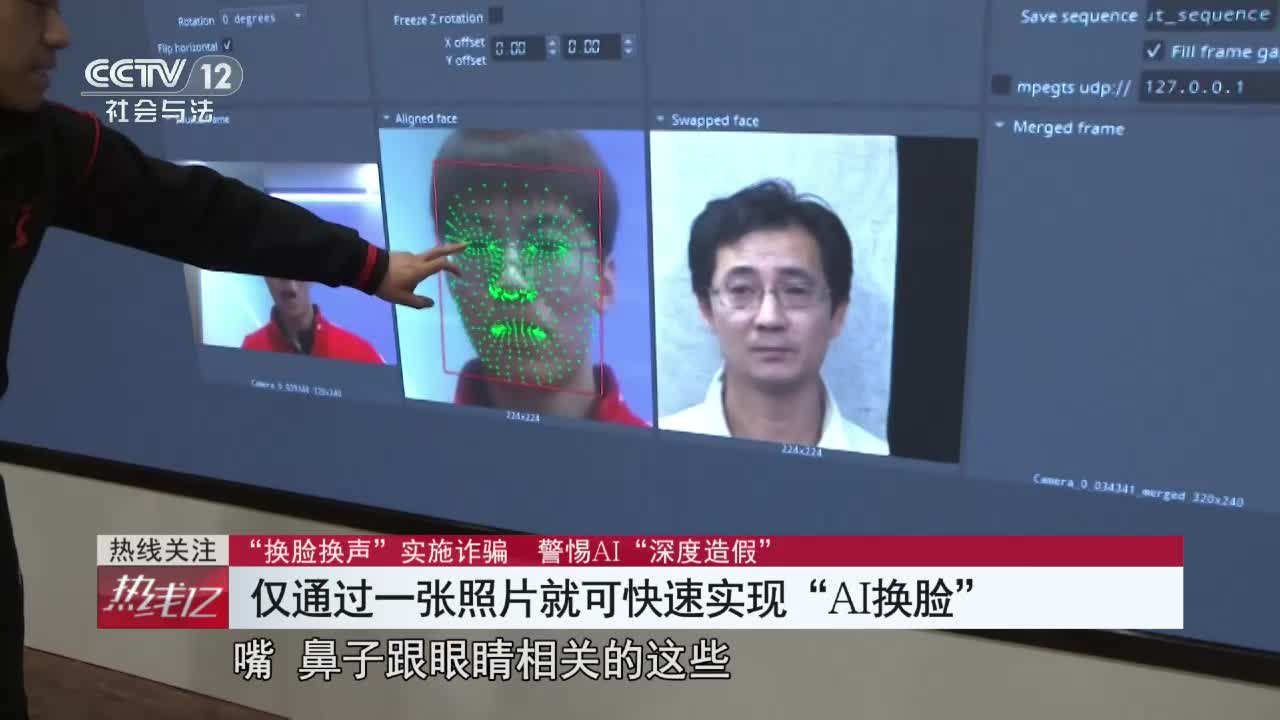 Rotation 0 degrees
Flip horizontal
Freeze Z rotation
X offset 0.00 0.00
Y offset
Save sequence ut_sequence
Fill frame ga
mpegts udp:// 127.0.0.1
CCTV 12
社会与法
Aligned face
Swapped face
Merged frame
224x224
224x224
Camera_0_034341_merged 320x240
热线关注
“换脸换声”实施诈骗 警惕AI“深度造假”
热线12
仅通过一张照片就可快速实现“AI换脸”
嘴 鼻子跟眼睛相关的这些